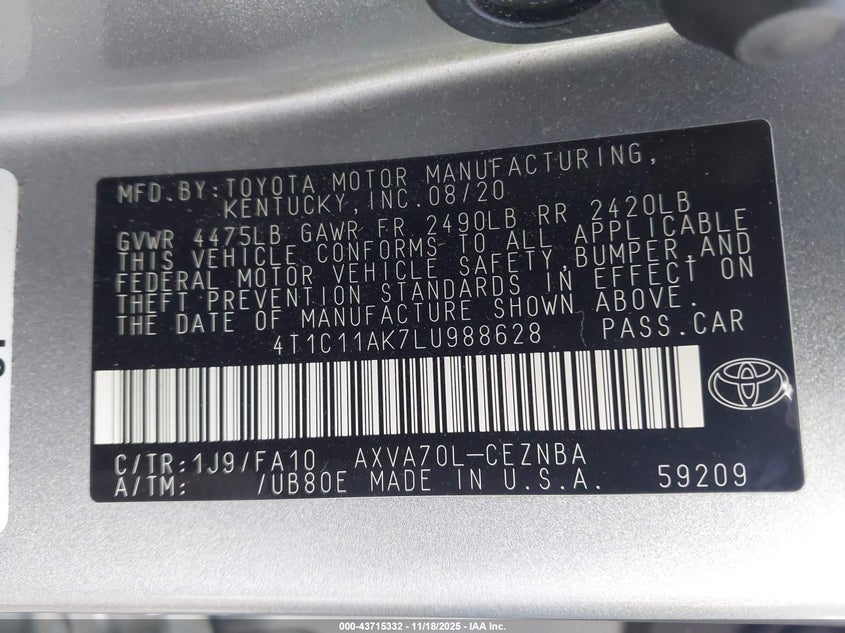 MFD.BY:TOYOTA MOTOR MANUFACTURING,
KENTUCKY,INC.08/20
GVWR 4475LB GAWR FR 2490LB RR 2420LB
THIS VEHICLE CONFORMS TO ALL APPLICABLE
FEDERAL MOTOR VEHICLE SAFETY,BUMPER,AND
THEFT PREVENTION STANDARDS IN EFFECT ON
THE DATE OF MANUFACTURE SHOWN ABOVE.
4T1C11AK7LU988628 PASS.CAR
C/TR:1J9/FA10 AXVA70L-CEZNBA
A/TM: /UB80E MADE IN U.S.A. 59209
000-43715332 - 11/18/2025 - IAA Inc.